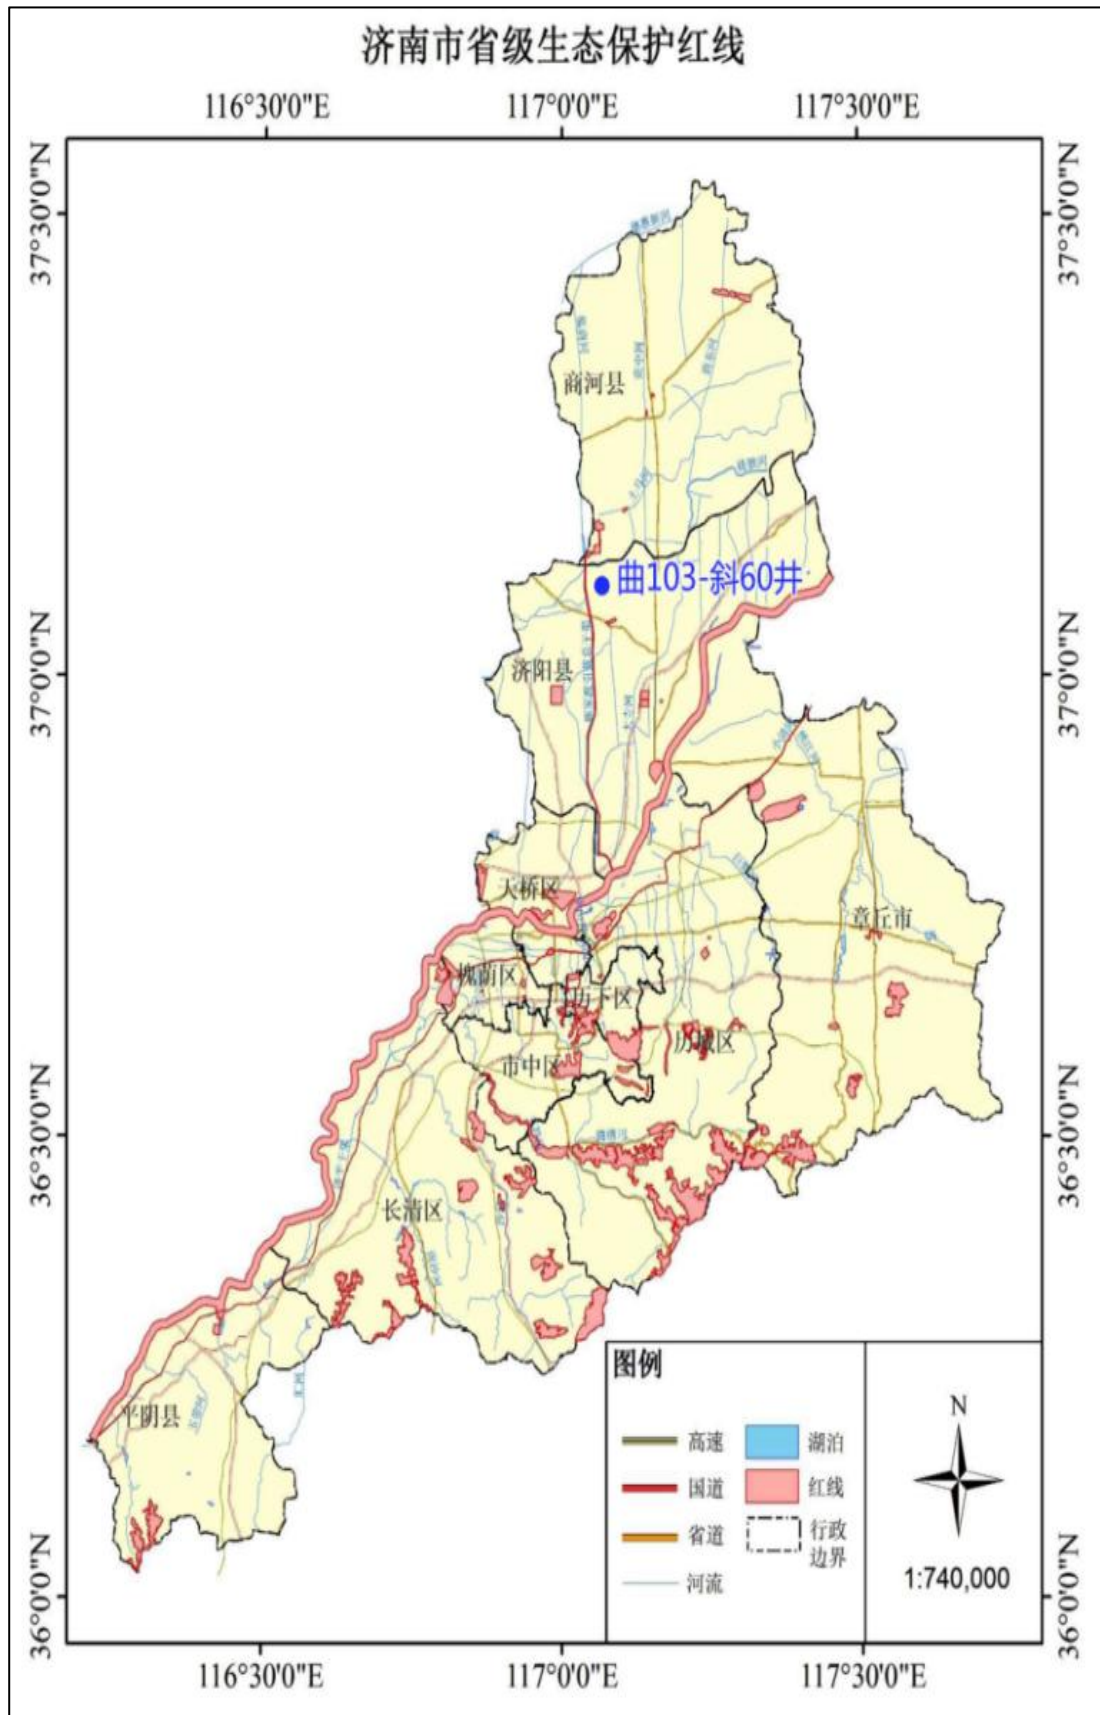 济南市省级生态保护红线
116°30'0"E 117°0'0"E 117°30'0"E
37°30'0"N 37°30'0"N
商河县
曲103-斜60井
37°0'0"N 37°0'0"N
济阳县
天桥区
章丘市
槐荫区
历下区
历城区
市中区
36°30'0"N 36°30'0"N
长清区
平阴县
图例
高速 湖泊
国道 红线
省道 行政
边界
河流
N
1:740,000
36°0'0"N 36°0'0"N
116°30'0"E 117°0'0"E 117°30'0"E